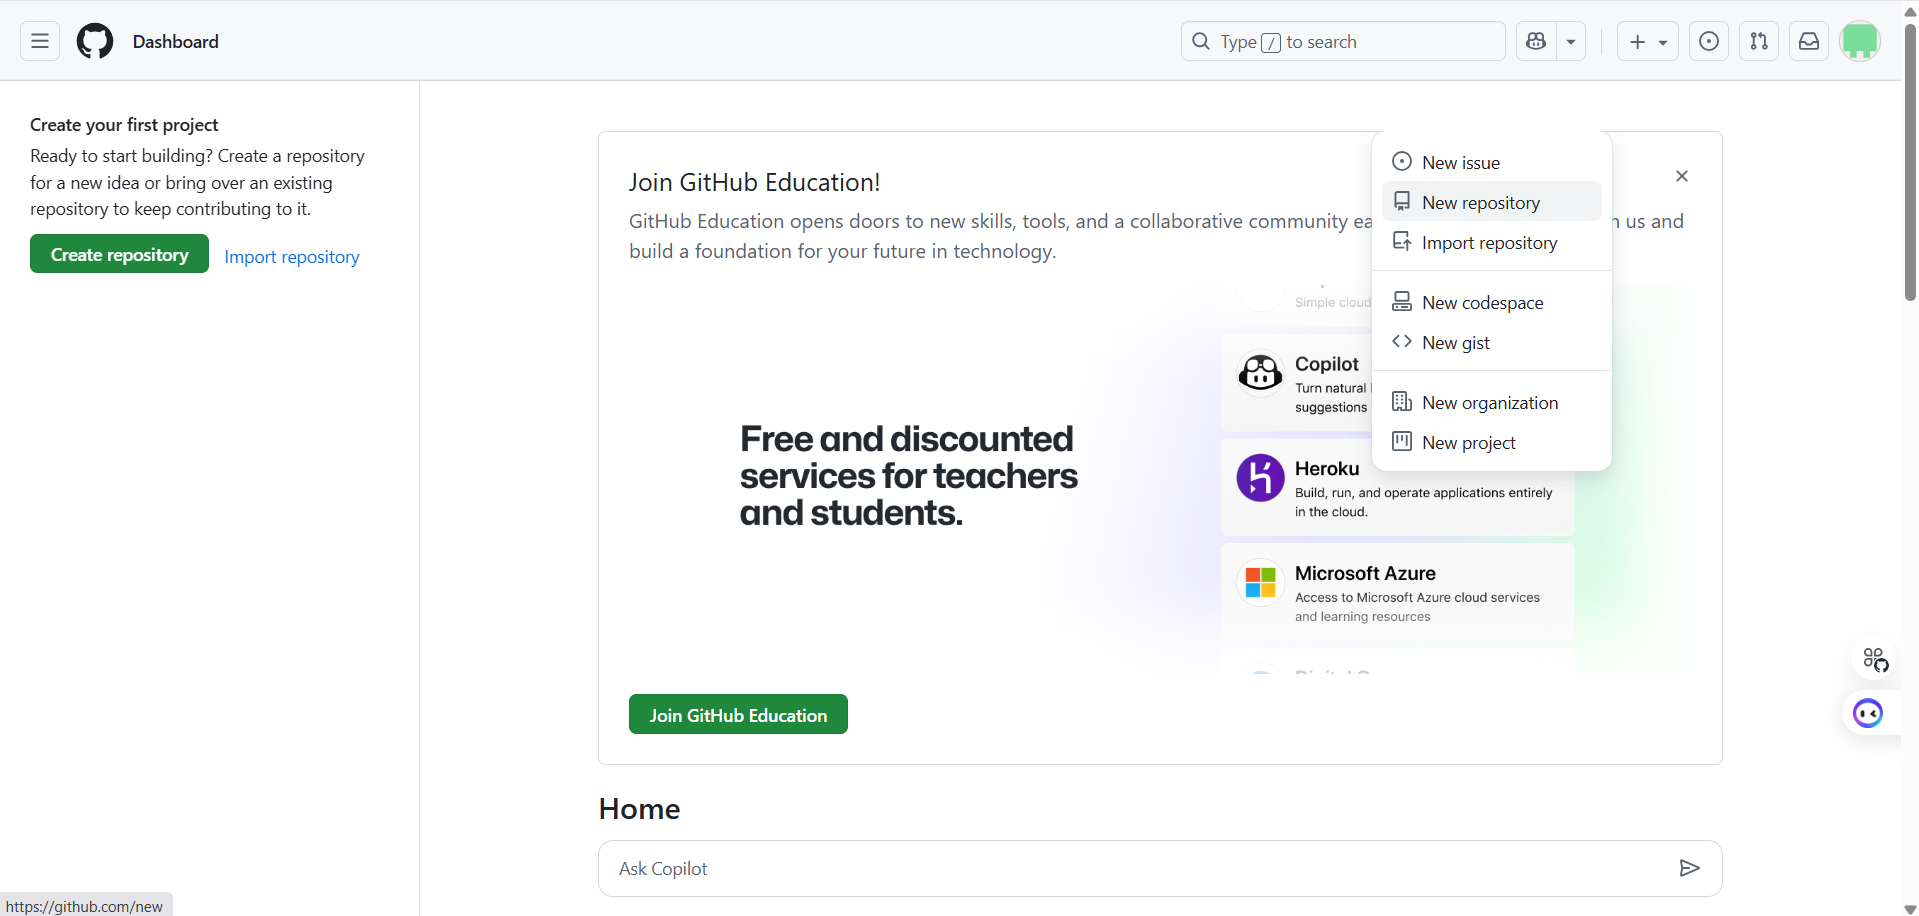 Dashboard
Type / to search
Create your first project
Ready to start building? Create a repository
for a new idea or bring over an existing
repository to keep contributing to it.
Create repository
Import repository
Join GitHub Education!
GitHub Education opens doors to new skills, tools, and a collaborative community
us and
build a foundation for your future in technology.
New issue
New repository
Import repository
New codespace
New gist
New organization
New project
Free and discounted
services for teachers
and students.
Simple cloud
Copilot
Turn natural
suggestions
Heroku
Build, run, and operate applications entirely
in the cloud.
Microsoft Azure
Access to Microsoft Azure cloud services
and learning resources
Join GitHub Education
Home
Ask Copilot
https://github.com/new